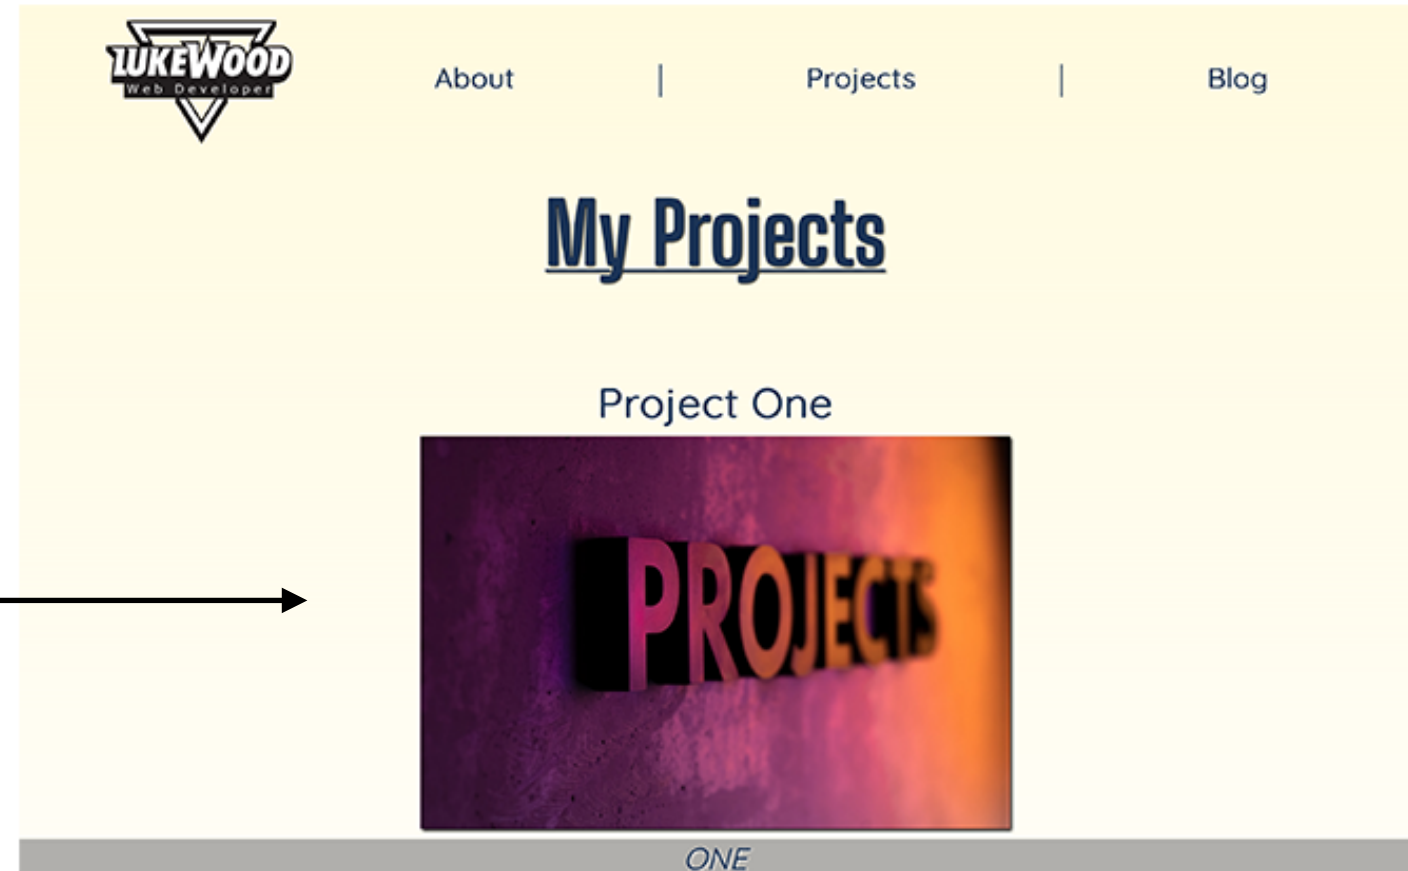 LUKEWOOD
Web Developer
About | Projects | Blog
My Projects
Project One
PROJECTS
ONE